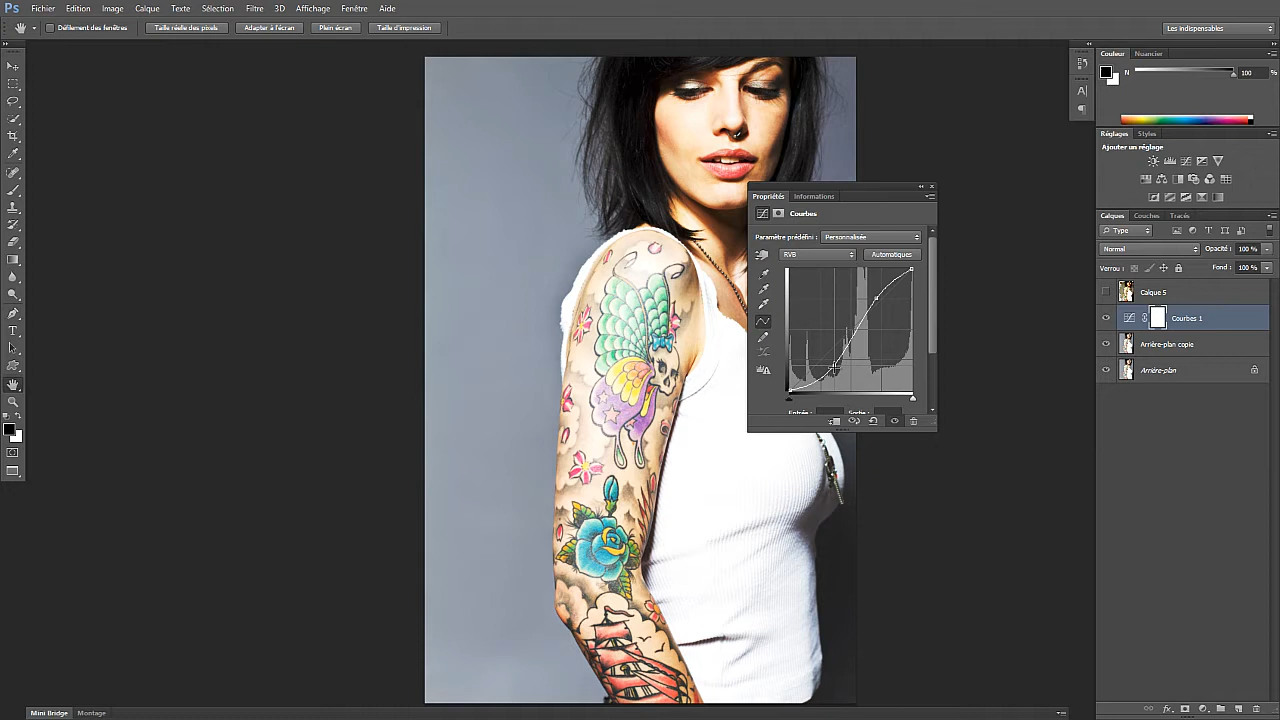 Ps Fichier Edition Image Calque Texte Sélection Filtre 3D Affichage Fenêtre Aide
Défilement des fenêtres Taille réelle des pixels Adapter à l'écran Plein écran Taille d'impression Les indispensables
Couleur Nuancier
N 100 %
Réglages Styles
Ajouter un réglage
Propriétés Informations
Courbes
Paramètre prédéfini : Personnalisée
RVB Automatiques
Entrée : Sortie :
Calques Couches Tracés
Type
Normal Opacité : 100 %
Verrou : Fond : 100 %
Calque 5
Courbes 1
Arrière-plan copie
Arrière-plan
Mini Bridge Montage